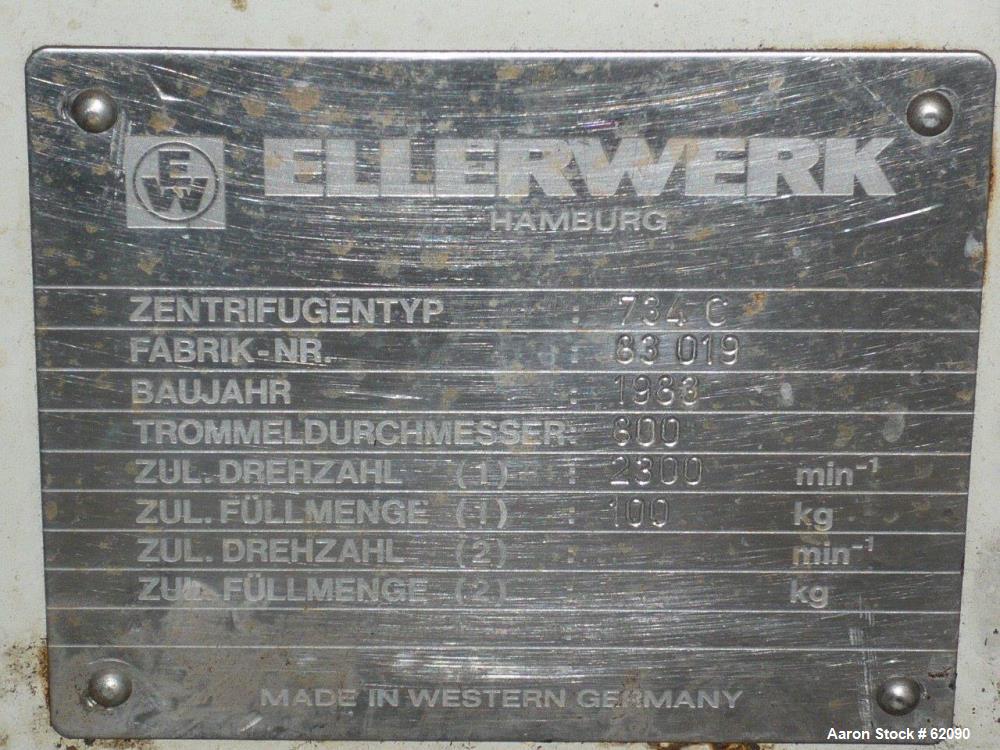 EW
ELLERWERK
HAMBURG
ZENTRIFUGENTYP : 734 C
FABRIK-NR. : 83 019
BAUJAHR : 1983
TROMMELDURCHMESSER: 800
ZUL. DREHZAHL (1) : 2300 min⁻¹
ZUL. FÜLLMENGE (1) : 100 kg
ZUL. DREHZAHL (2) : min⁻¹
ZUL. FÜLLMENGE (2) : kg
:
MADE IN WESTERN GERMANY
Aaron Stock # 62090